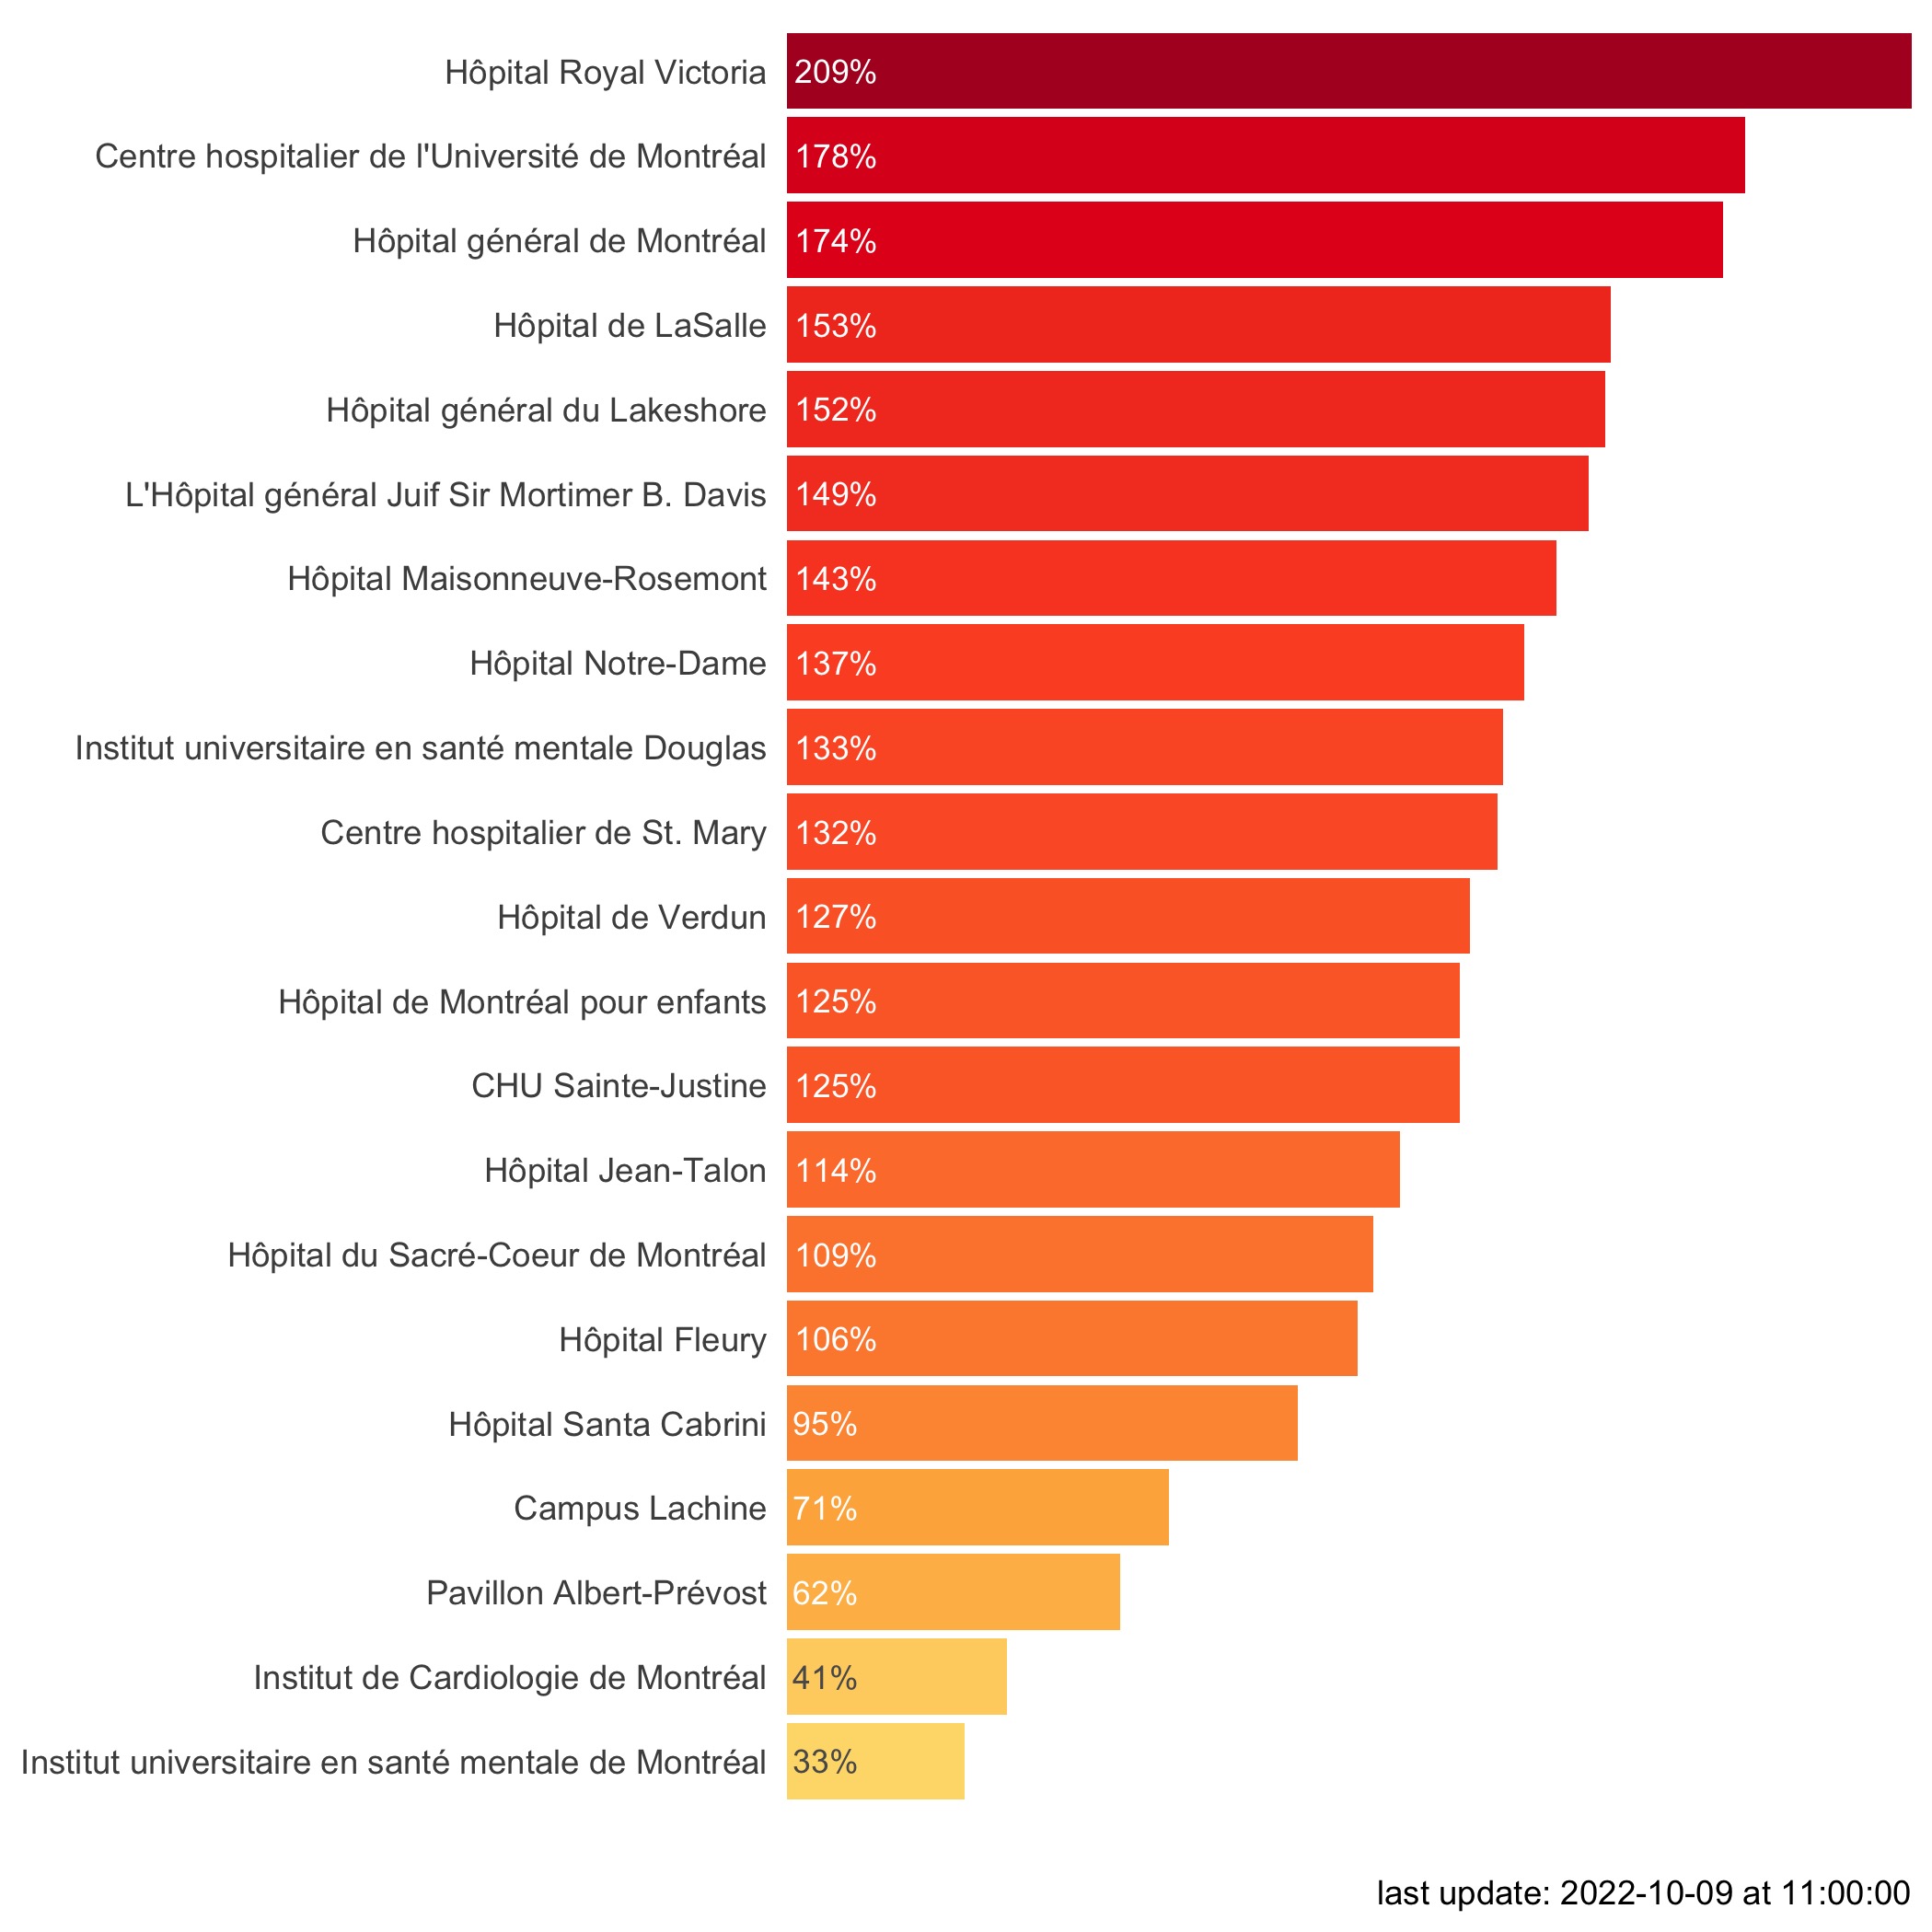 Hôpital Royal Victoria 209%
Centre hospitalier de l'Université de Montréal 178%
Hôpital général de Montréal 174%
Hôpital de LaSalle 153%
Hôpital général du Lakeshore 152%
L'Hôpital général Juif Sir Mortimer B. Davis 149%
Hôpital Maisonneuve-Rosemont 143%
Hôpital Notre-Dame 137%
Institut universitaire en santé mentale Douglas 133%
Centre hospitalier de St. Mary 132%
Hôpital de Verdun 127%
Hôpital de Montréal pour enfants 125%
CHU Sainte-Justine 125%
Hôpital Jean-Talon 114%
Hôpital du Sacré-Coeur de Montréal 109%
Hôpital Fleury 106%
Hôpital Santa Cabrini 95%
Campus Lachine 71%
Pavillon Albert-Prévost 62%
Institut de Cardiologie de Montréal 41%
Institut universitaire en santé mentale de Montréal 33%
last update: 2022-10-09 at 11:00:00